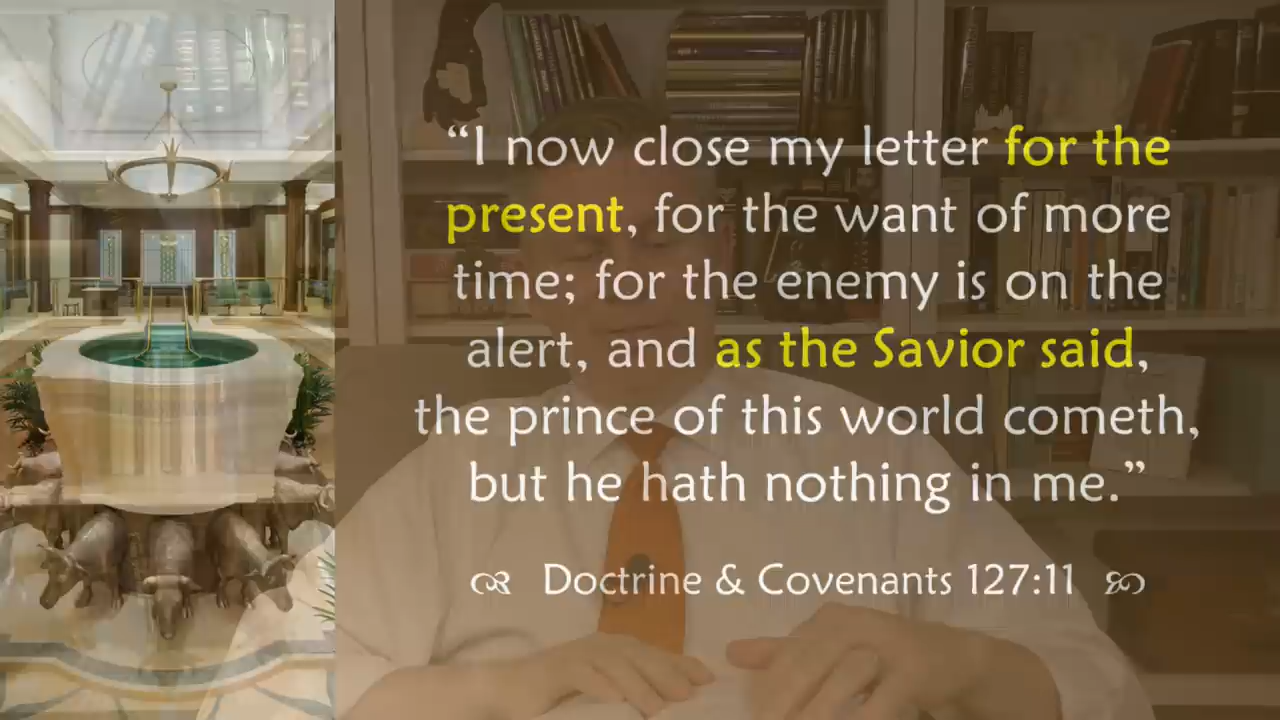 “I now close my letter for the
present, for the want of more
time; for the enemy is on the
alert, and as the Savior said,
the prince of this world cometh,
but he hath nothing in me.”
Doctrine & Covenants 127:11